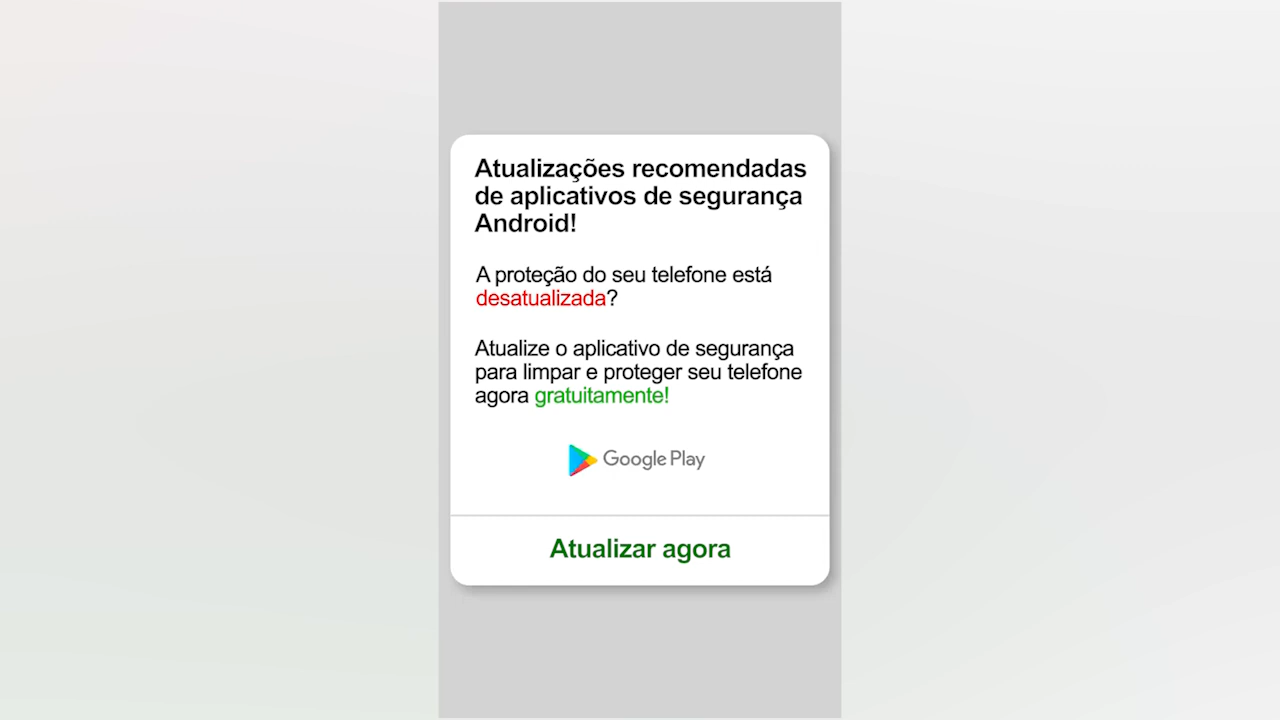 Atualizações recomendadas
de aplicativos de segurança
Android!
A proteção do seu telefone está
desatualizada?
Atualize o aplicativo de segurança
para limpar e proteger seu telefone
agora gratuitamente!
Google Play
Atualizar agora